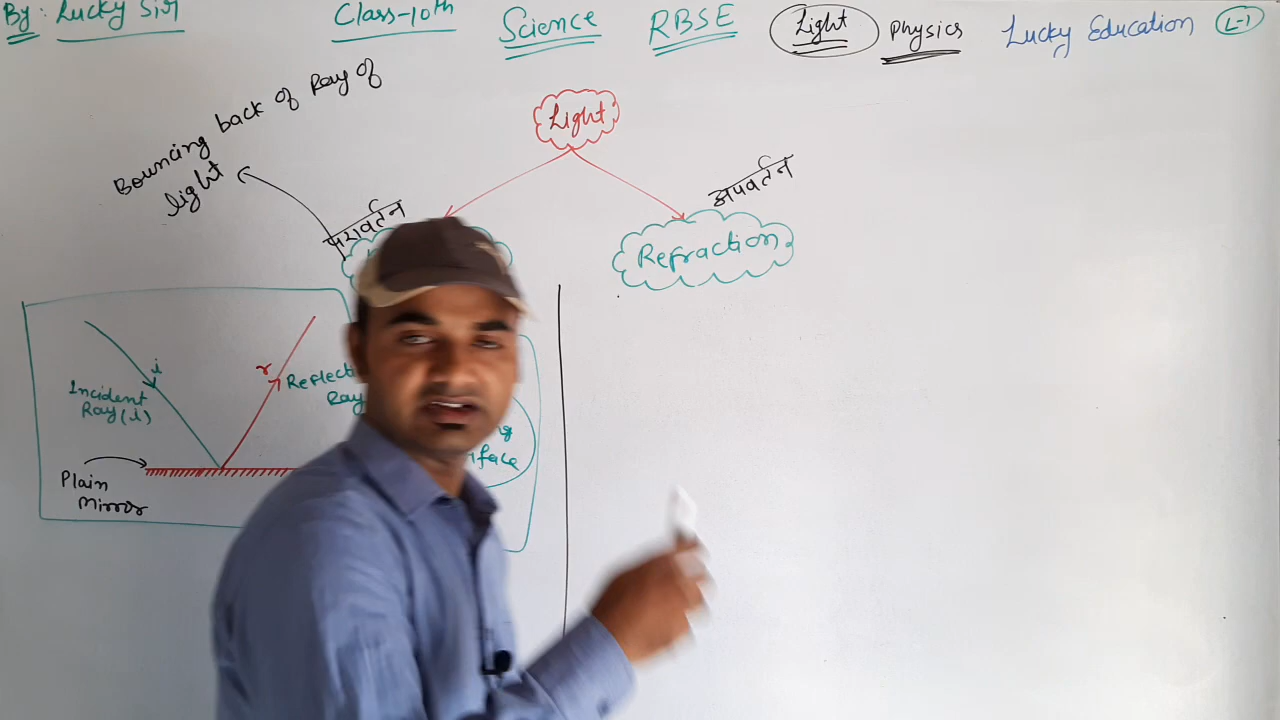 By: Lucky Sir
Class-10th
Science
RBSE
Light
Physics
Lucky Education
L-1
Bouncing back of Ray of
light
Light
परावर्तन
अपवर्तन
Refraction
i
r
Incident
Ray (i)
Reflect
Ray
Plain
Mirror